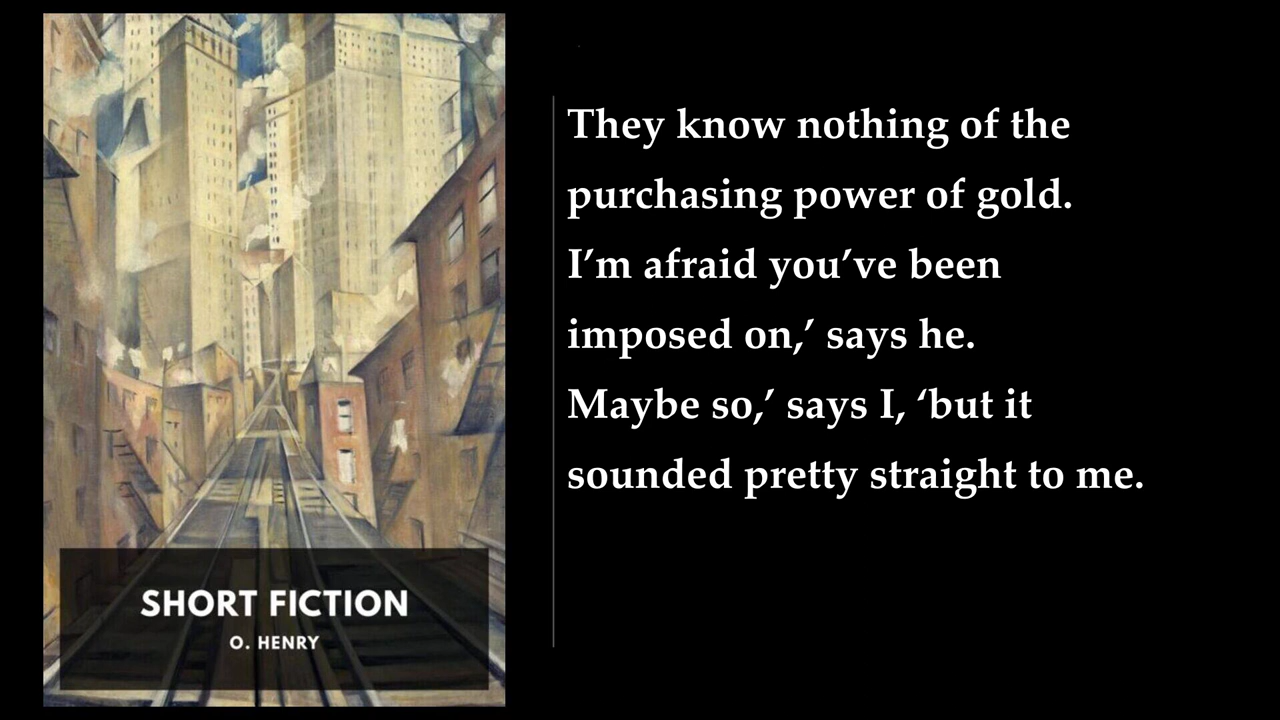 They know nothing of the
purchasing power of gold.
I’m afraid you’ve been
imposed on,’ says he.
Maybe so,’ says I, ‘but it
sounded pretty straight to me.
SHORT FICTION
O. HENRY